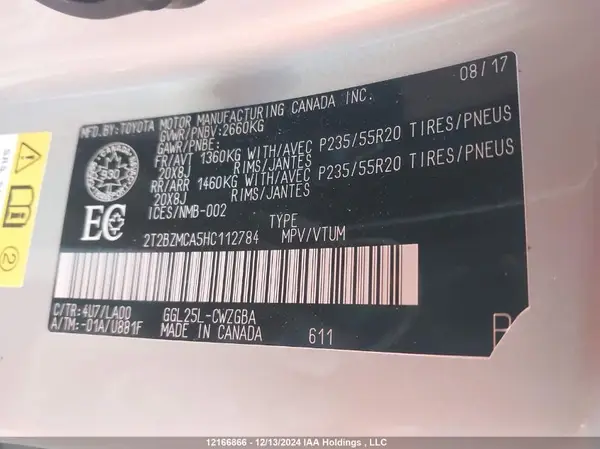 08/17
MFD.BY:TOYOTA MOTOR MANUFACTURING CANADA INC.
GVWR/PNBV:2660KG
GAWR/PNBE:
FR/AVT 1360KG WITH/AVEC P235/55R20 TIRES/PNEUS
20X8J RIMS/JANTES
RR/ARR 1460KG WITH/AVEC P235/55R20 TIRES/PNEUS
20X8J RIMS/JANTES
ICES/NMB-002
EC
TYPE
2T2BZMCA5HC112784 MPV/VTUM
C/TR:4U7/LA00 GGL25L-CWZGBA
A/TM:-01A/U881F MADE IN CANADA 611
2
12166866 - 12/13/2024 IAA Holdings , LLC